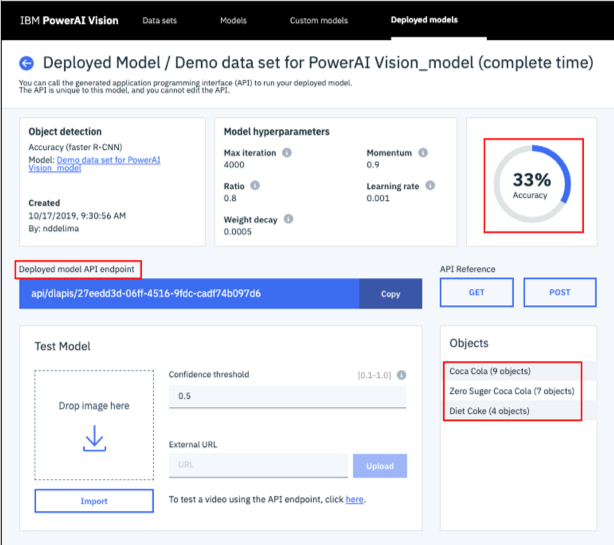 IBM PowerAI Vision
Data sets
Models
Custom models
Deployed models
Deployed Model / Demo data set for PowerAI Vision_model (complete time)
You can call the generated application programming interface (API) to run your deployed model.
The API is unique to this model, and you cannot edit the API.
Object detection
Accuracy (faster R-CNN)
Model: Demo data set for PowerAI
Vision_model
Created
10/17/2019, 9:30:56 AM
By: nddelima
Model hyperparameters
Max iteration
4000
Momentum
0.9
Ratio
0.8
Learning rate
0.001
Weight decay
0.0005
33%
Accuracy
Deployed model API endpoint
api/dlapis/27eedd3d-06ff-4516-9fdc-cadf74b097d6
Copy
API Reference
GET
POST
Test Model
Drop image here
Import
Confidence threshold
[0.1-1.0]
0.5
External URL
URL
Upload
To test a video using the API endpoint, click here.
Objects
Coca Cola (9 objects)
Zero Suger Coca Cola (7 objects)
Diet Coke (4 objects)